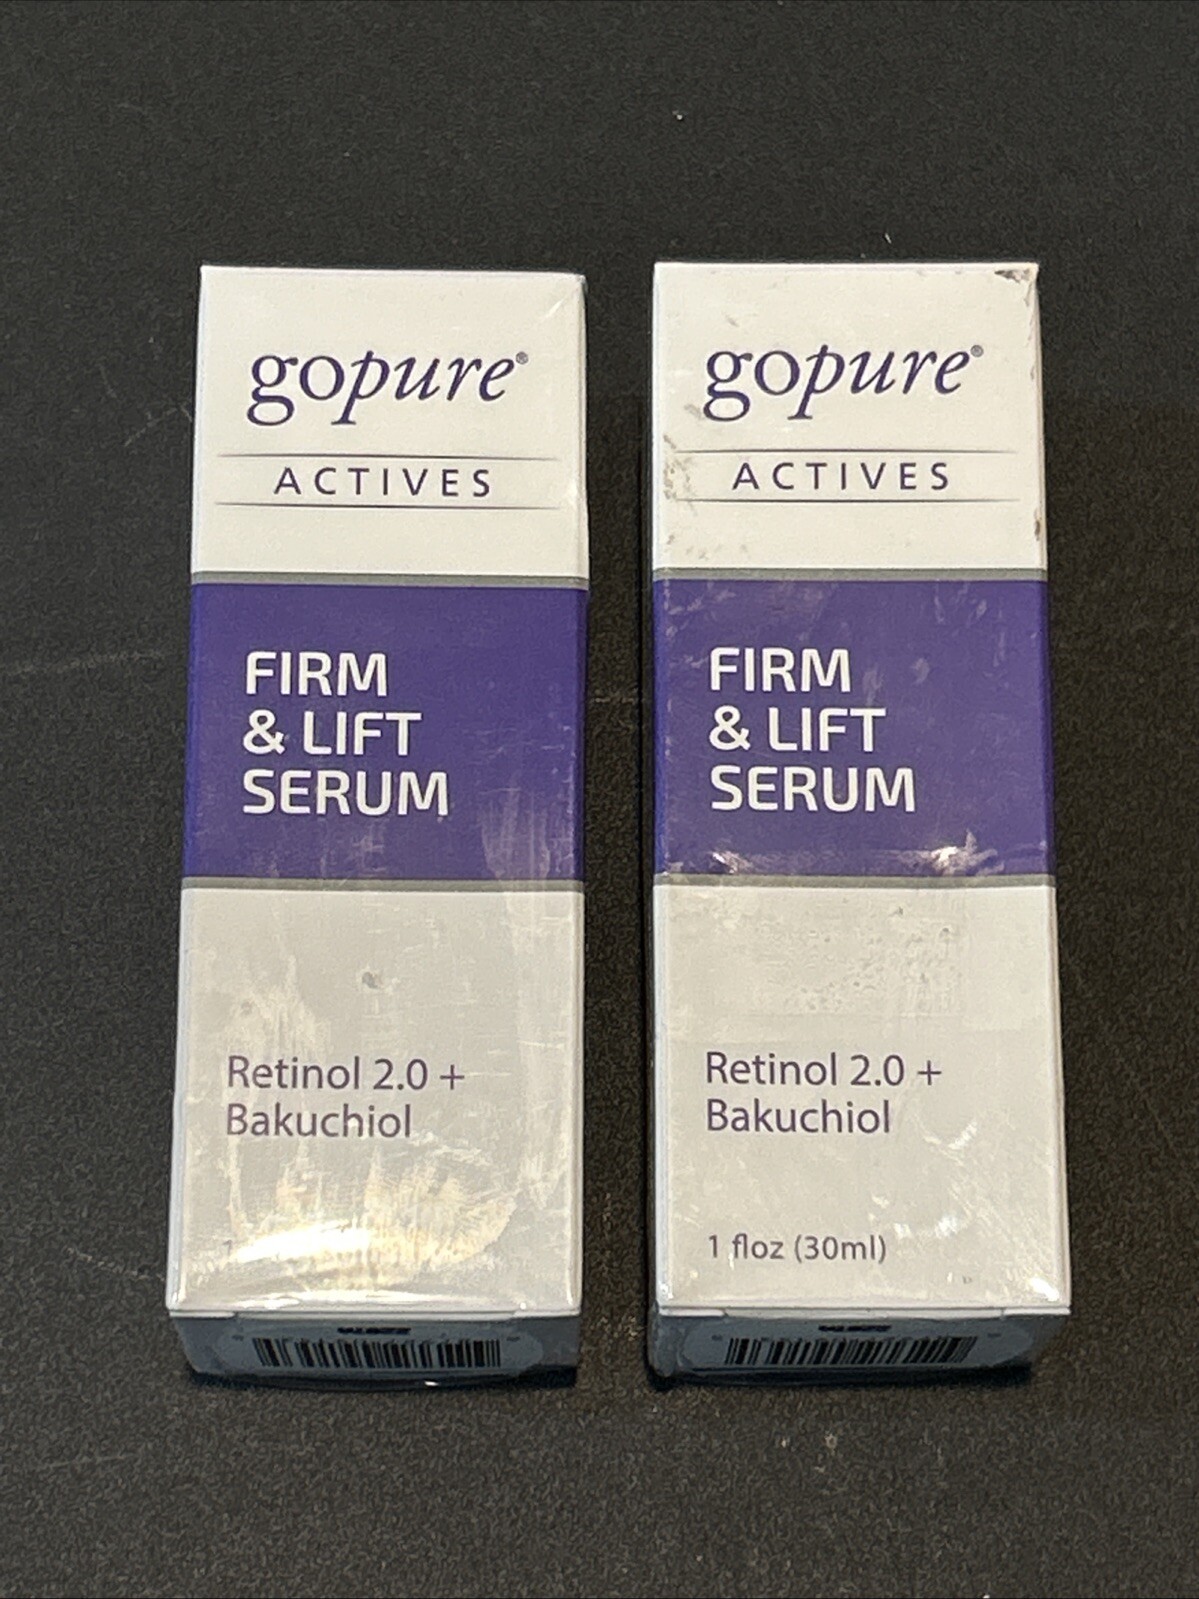 gopure®
ACTIVES
FIRM
& LIFT
SERUM
Retinol 2.0 +
Bakuchiol
1
gopure®
ACTIVES
FIRM
& LIFT
SERUM
Retinol 2.0 +
Bakuchiol
1 floz (30ml)